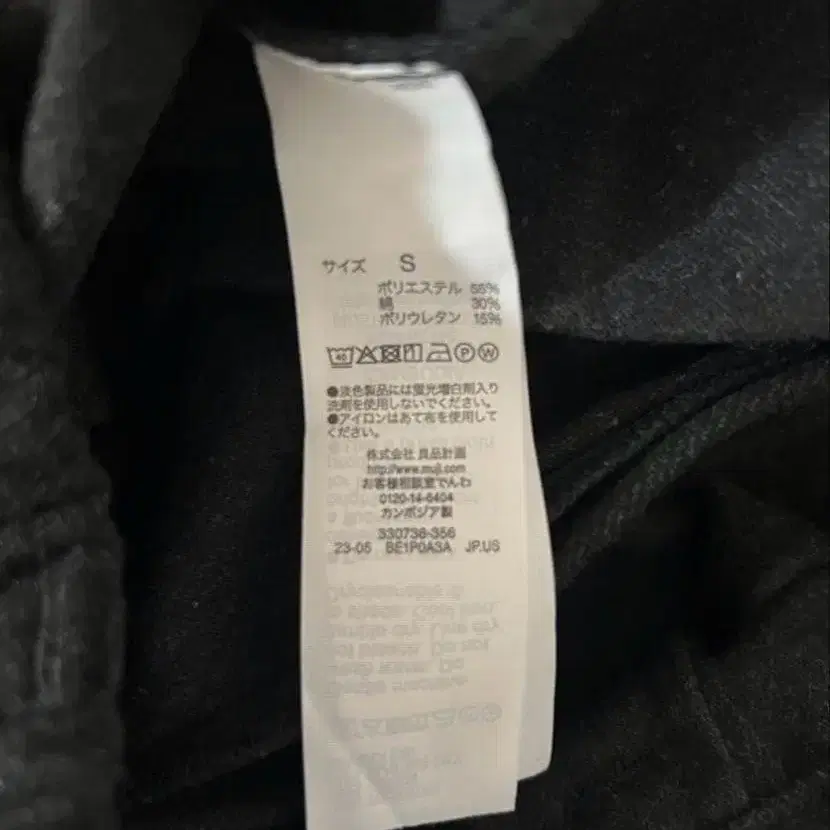 サイズ S
ポリエステル 55%
綿 30%
ポリウレタン 15%
40 P W
●淡色製品には蛍光増白剤入り
洗剤を使用しないでください。
●アイロンはあて布を使用して
ください。
株式会社 良品計画
http://www.muji.com
お客様相談室でんわ
0120-14-6404
カンボジア製
330736-356
23-05 BE1P0A3A JP.US